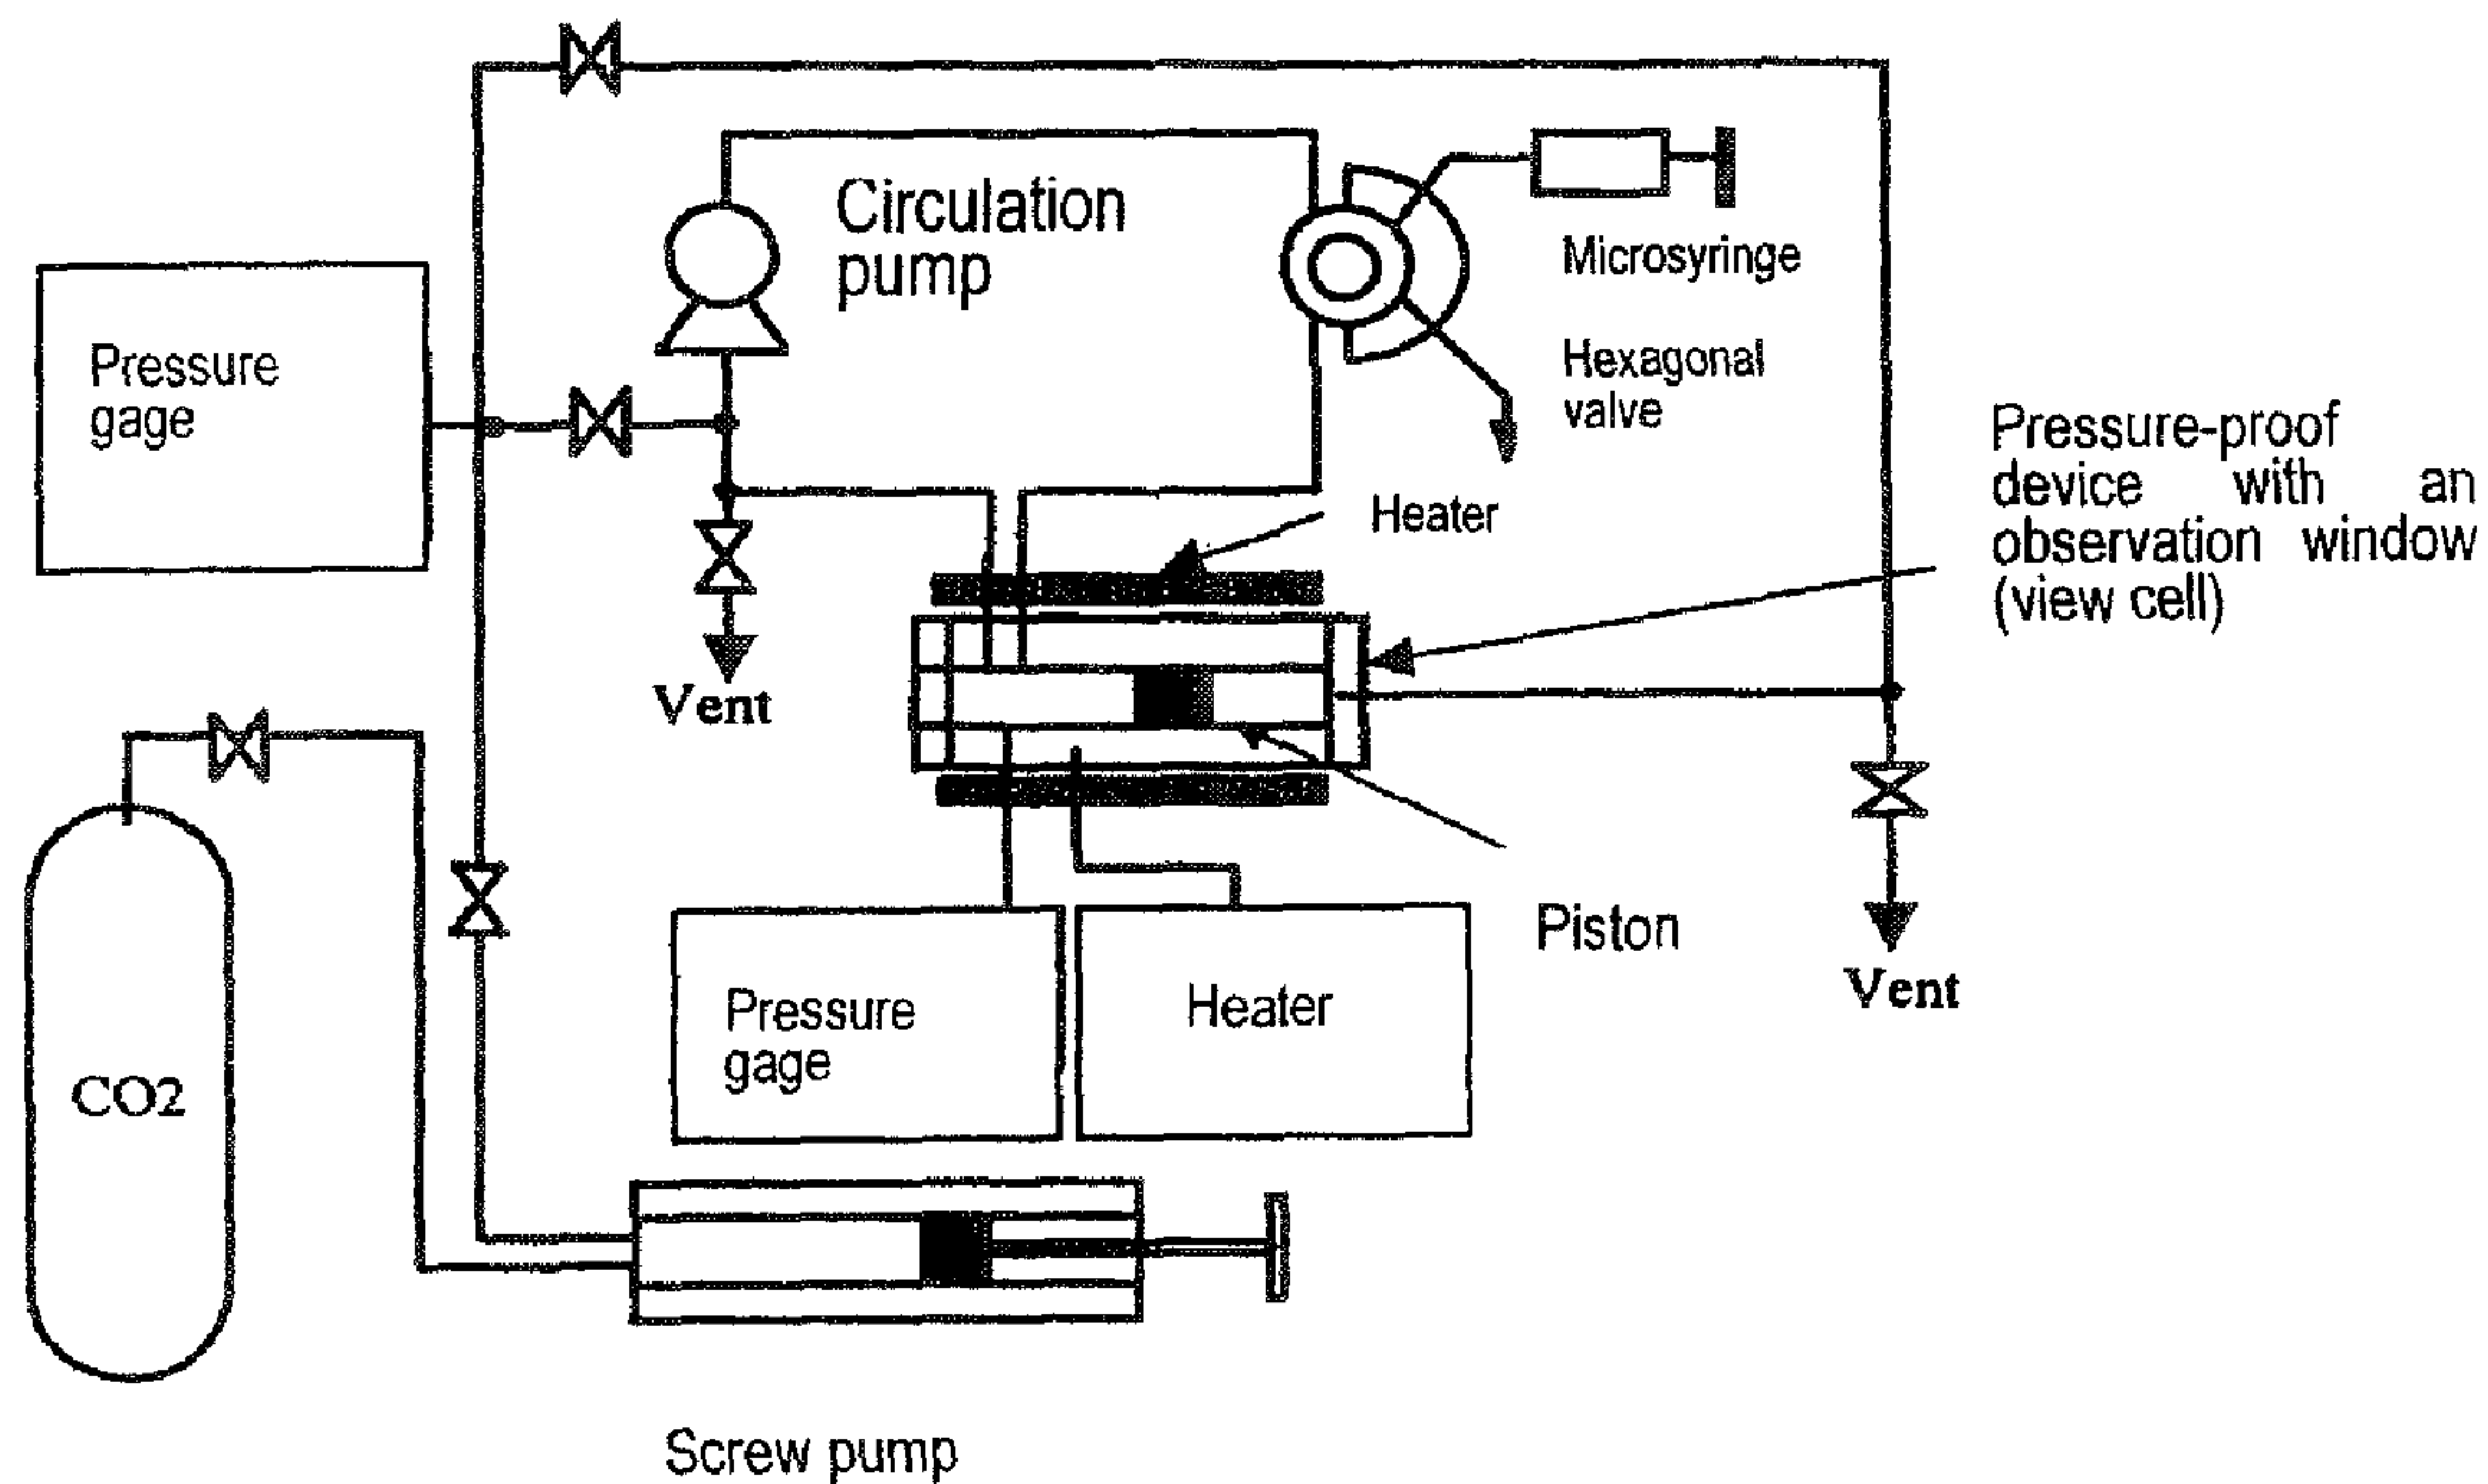 Circulation
pump
Microsyringe
Pressure
gage
Hexagonal
valve
Pressure-proof
device with an
observation window
(view cell)
Heater
Vent
Piston
Vent
Pressure
gage
Heater
CO2
Screw pump